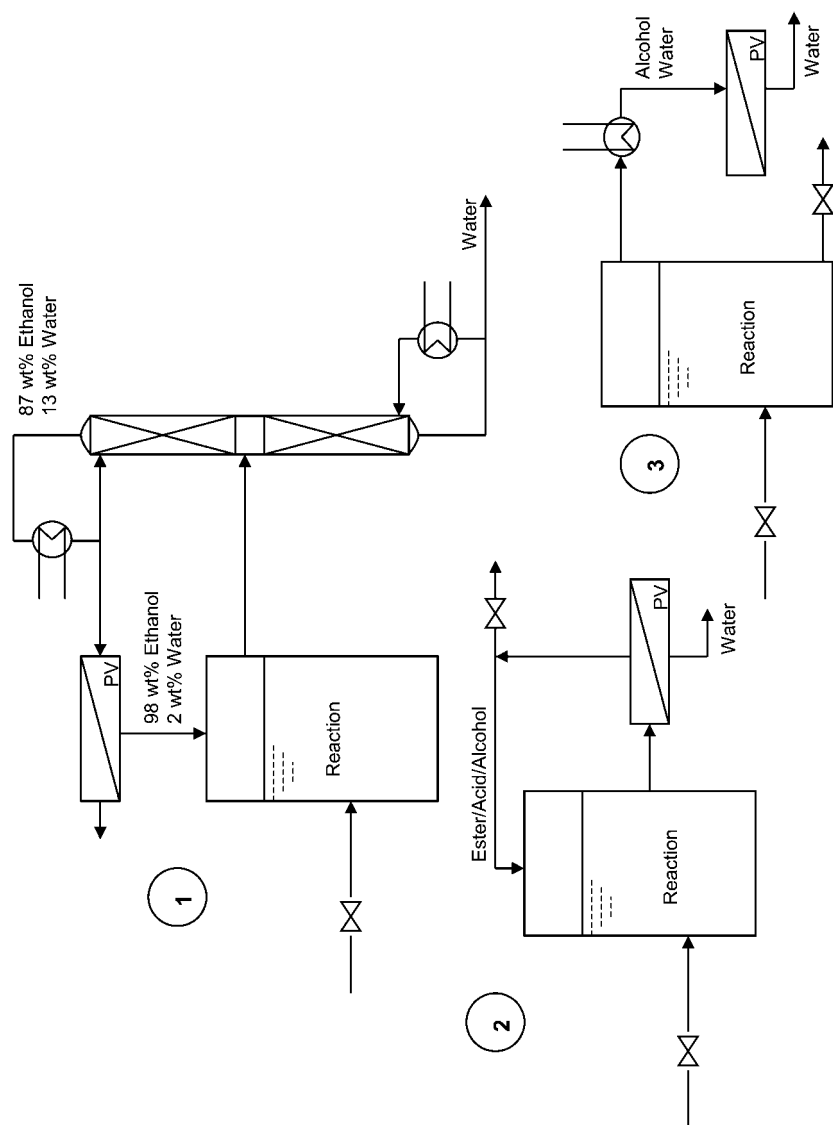 1
87 wt% Ethanol
13 wt% Water
PV
98 wt% Ethanol
2 wt% Water
Reaction
Water
2
Ester/Acid/Alcohol
Reaction
PV
Water
3
Reaction
Alcohol
Water
PV
Water